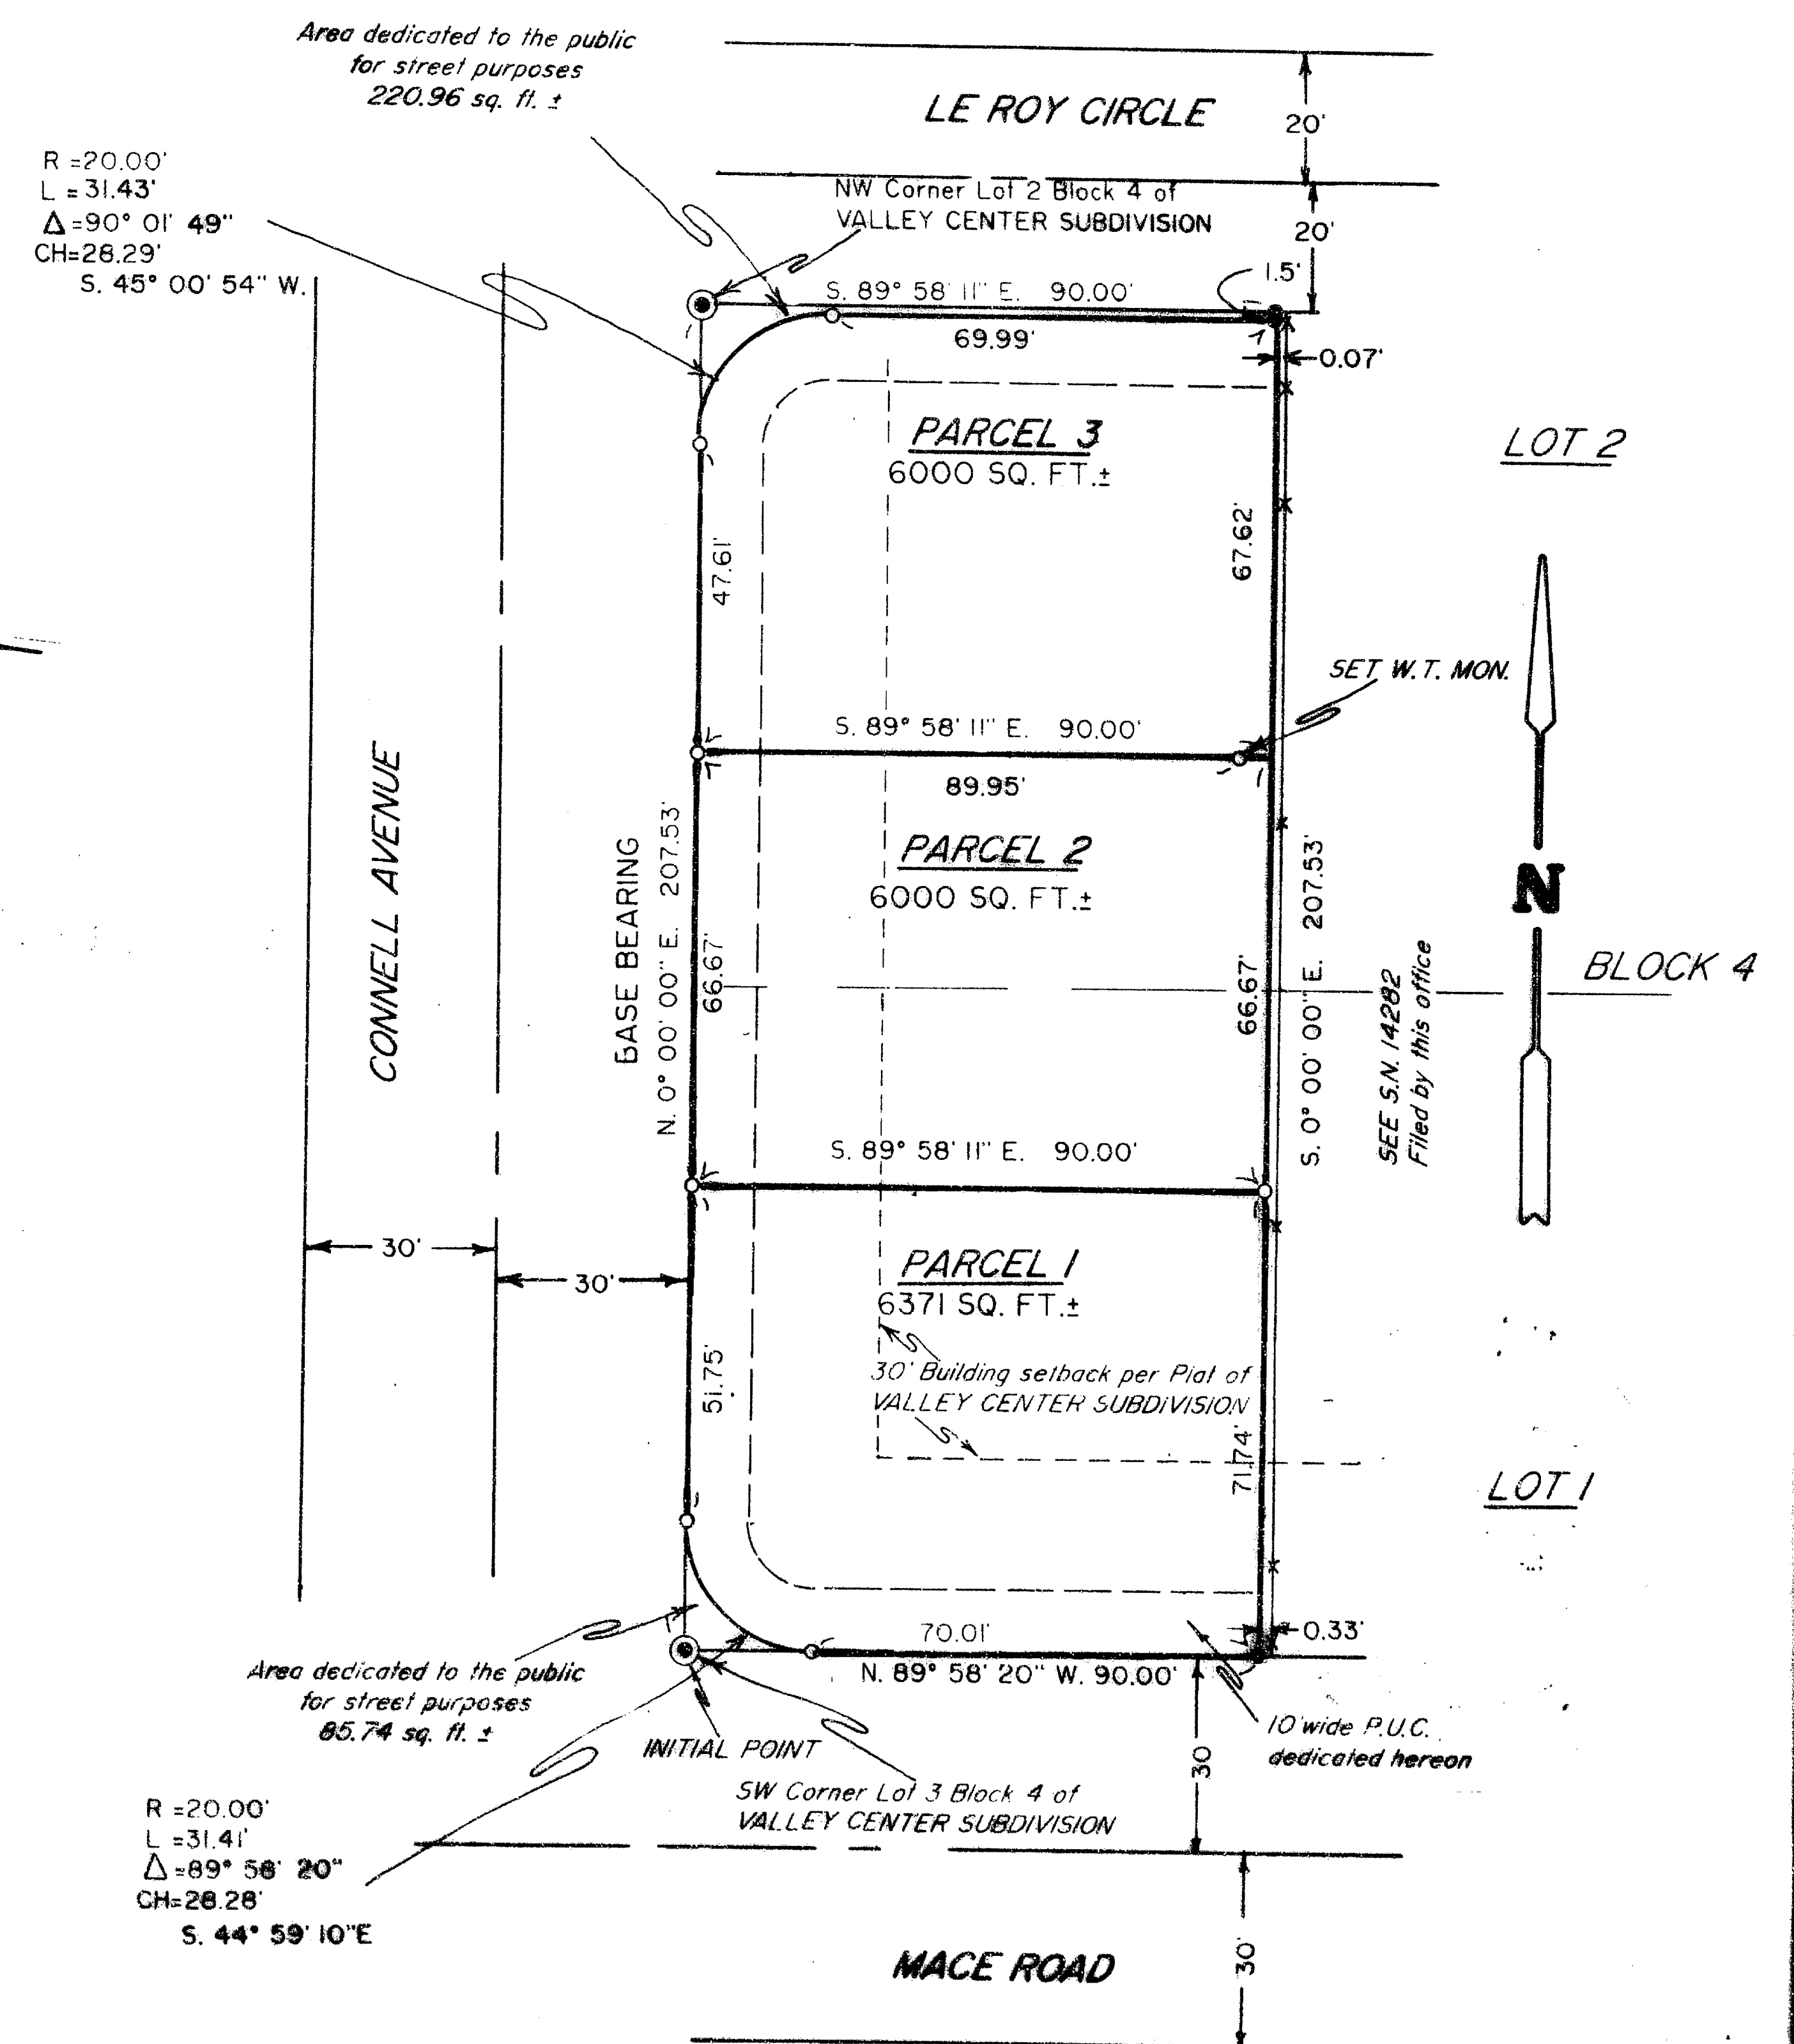 Area dedicated to the public
for street purposes
220.96 sq. ft. ±
LE ROY CIRCLE
20'
R =20.00'
L =31.43'
Δ=90° 01' 49"
CH=28.29'
S. 45° 00' 54" W.
NW Corner Lot 2 Block 4 of
VALLEY CENTER SUBDIVISION
20'
1.5'
S. 89° 58' 11" E. 90.00'
69.99'
0.07'
PARCEL 3
6000 SQ. FT.±
LOT 2
47.61'
67.62'
SET W.T. MON.
S. 89° 58' 11" E. 90.00'
89.95'
CONNELL AVENUE
BASE BEARING
N. 0° 00' 00" E. 207.53'
PARCEL 2
6000 SQ. FT.±
66.67'
66.67'
S. 0° 00' 00" E. 207.53'
SEE S.N. 14282
Filed by this office
N
BLOCK 4
S. 89° 58' 11" E. 90.00'
30'
30'
PARCEL 1
6371 SQ. FT.±
51.75'
30' Building setback per Plat of
VALLEY CENTER SUBDIVISION
71.74'
LOT 1
70.01'
0.33'
N. 89° 58' 20" W. 90.00'
Area dedicated to the public
for street purposes
85.74 sq. ft. ±
INITIAL POINT
10' wide P.U.C.
dedicated hereon
30
SW Corner Lot 3 Block 4 of
VALLEY CENTER SUBDIVISION
R =20.00'
L =31.41'
Δ=89° 58' 20"
CH=28.28'
S. 44° 59' 10"E
MACE ROAD
30'